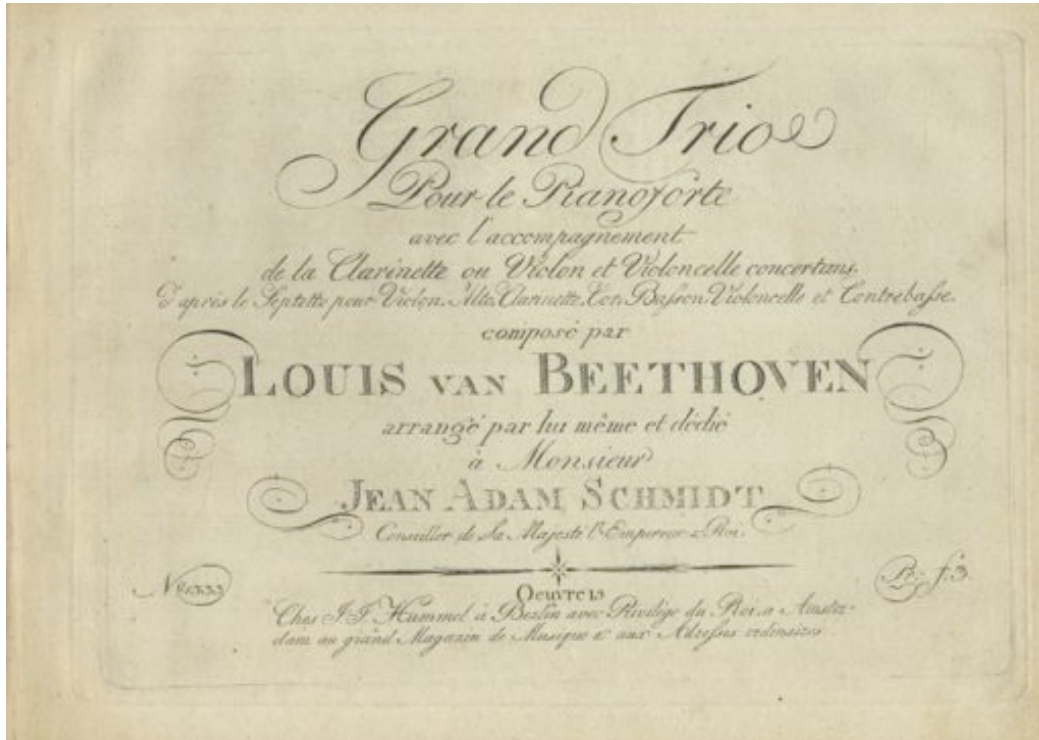 Grand Trio
Pour le Pianoforte
avec l'accompagnement
de la Clarinette ou Violon et Violoncelle concertans
D'après le Septetto pour Violon, Alto, Clarinette, Cor, Basson, Violoncelle et Contrebasse.
composé par
LOUIS VAN BEETHOVEN
arrangé par lui même et dédié
à Monsieur
JEAN ADAM SCHMIDT
Conseiller de Sa Majesté l'Empereur & Roi.
No 1333
Pr: f. 3.
Oeuvre
Chez J. J. Hummel à Berlin avec Privilège du Roi, a Amster-
dam au grand Magazin de Musique & aux Adresses ordinaires